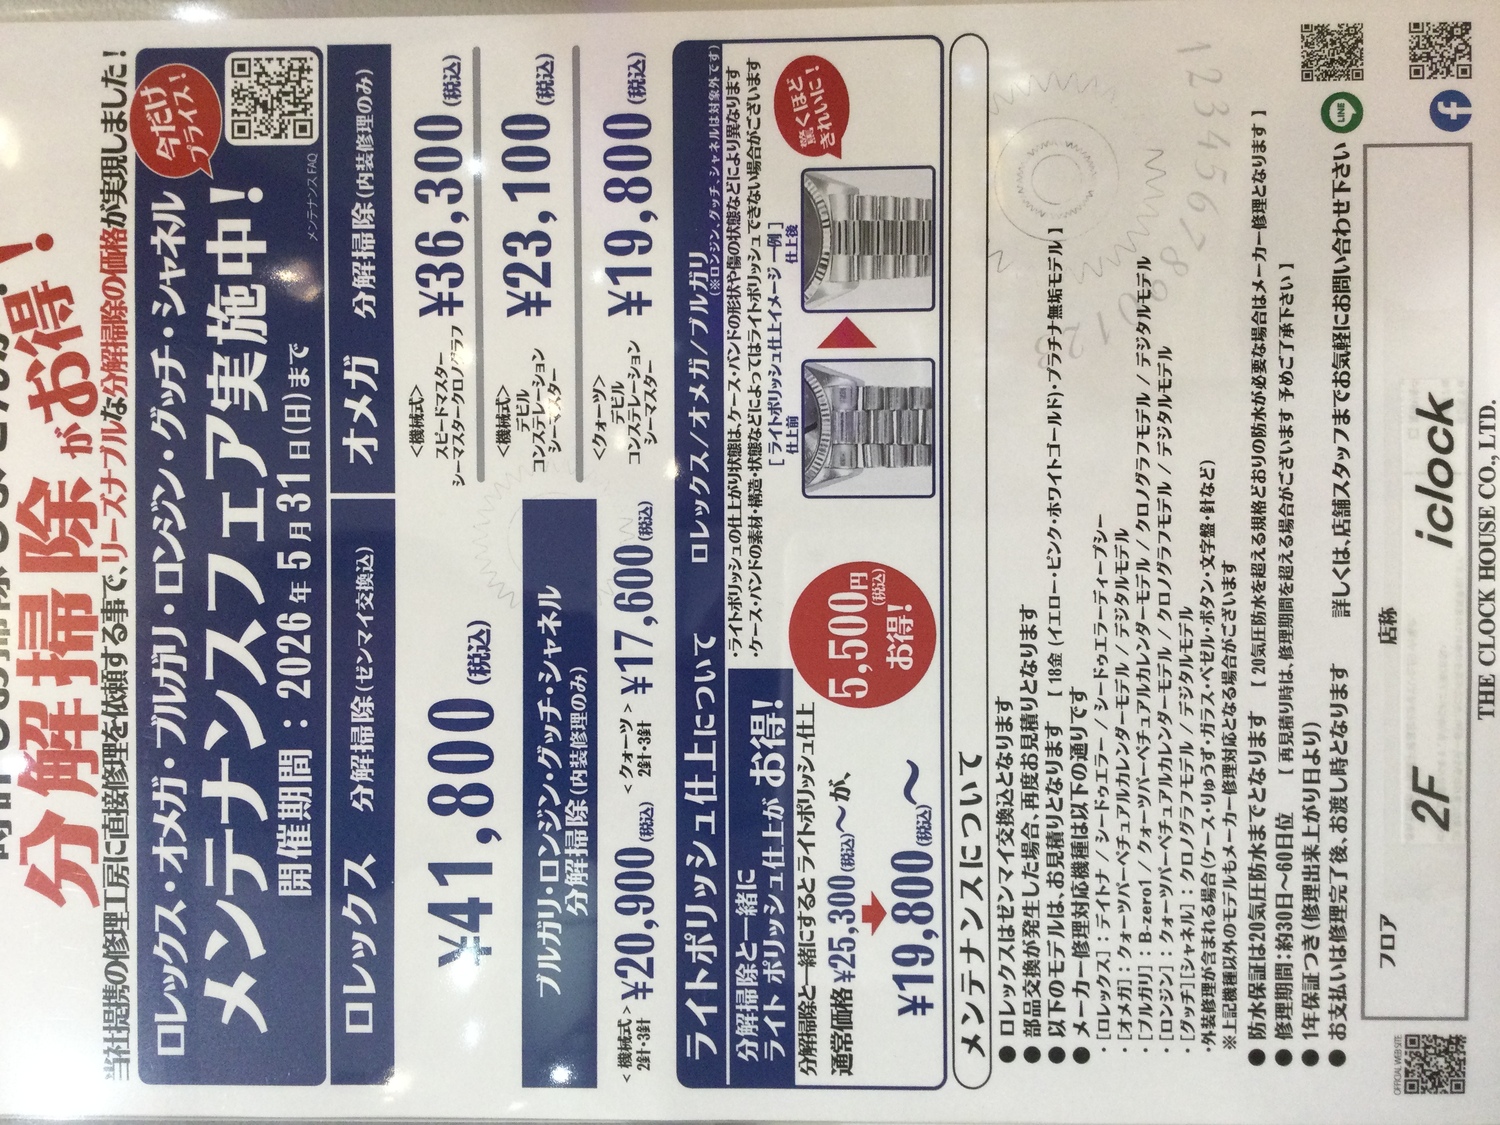 分解掃除がお得!
当社提携の修理工房に直接修理を依頼する事で、リーズナブルな分解掃除の価格が実現しました!
ロレックス・オメガ・ブルガリ・ロンジン・グッチ・シャネル
メンテナンスフェア実施中!
開催期間:2026年5月31日(日)まで
今だけ
プライス!
メンテナンスFAQ
ロレックス 分解掃除(ゼンマイ交換込)
¥41,800(税込)
オメガ 分解掃除(内装修理のみ)
<機械式>
スピードマスター
シーマスタークロノグラフ
¥36,300(税込)
<機械式>
デビル
コンステレーション
シーマスター
¥23,100(税込)
<クォーツ>
デビル
コンステレーション
シーマスター
¥19,800(税込)
ブルガリ・ロンジン・グッチ・シャネル
分解掃除(内装修理のみ)
<機械式>
2針・3針
¥20,900(税込)
<クォーツ>
2針・3針
¥17,600(税込)
ライトポリッシュ仕上について ロレックス/オメガ/ブルガリ
(※ロンジン、グッチ、シャネルは対象外です)
分解掃除と一緒に
ライト ポリッシュ仕上が お得!
分解掃除と一緒にするとライトポリッシュ仕上
通常価格¥25,300(税込)〜が、
¥19,800(税込)〜
5,500円
(税込)
お得!
・ライトポリッシュの仕上がり状態は、ケース・バンドの形状や傷の状態などにより異なります
・ケース・バンドの素材・構造・状態などによってはライトポリッシュできない場合がございます
[ ライトポリッシュ仕上イメージ 一例 ]
仕上前
仕上後
驚くほど
きれいに!
メンテナンスについて
● ロレックスはゼンマイ交換込となります
● 部品交換が発生した場合、再度お見積りとなります
● 以下のモデルは、お見積りとなります 【 18金 (イエロー・ピンク・ホワイトゴールド)・プラチナ無垢モデル 】
● メーカー修理対応機種は以下の通りです
・[ロレックス]:デイトナ / シードゥエラー / シードゥエラーディープシー
・[オメガ]:クォーツパーペチュアルカレンダーモデル / デジタルモデル
・[ブルガリ]:B-zero1 / クォーツパーペチュアルカレンダーモデル / クロノグラフモデル / デジタルモデル
・[ロンジン]:クォーツパーペチュアルカレンダーモデル / クロノグラフモデル / デジタルモデル
・[グッチ][シャネル]:クロノグラフモデル / デジタルモデル
・外装修理が含まれる場合(ケース・りゅうず・ガラス・ベゼル・ボタン・文字盤・針など)
※上記機種以外のモデルもメーカー修理対応となる場合がございます
● 防水保証は20気圧防水までとなります 【 20気圧防水を超える規格どおりの防水が必要な場合はメーカー修理となります 】
● 修理期間:約30日〜60日位 【 再見積り時は、修理期間を超える場合がございます 予めご了承下さい 】
● 1年保証つき(修理出来上がり日より)
● お支払いは修理完了後、お渡し時となります
詳しくは、店舗スタッフまでお気軽にお問い合わせ下さい
LINE
f
OFFICIAL WEB SITE
フロア
2F
店称
iclock
THE CLOCK HOUSE CO., LTD.